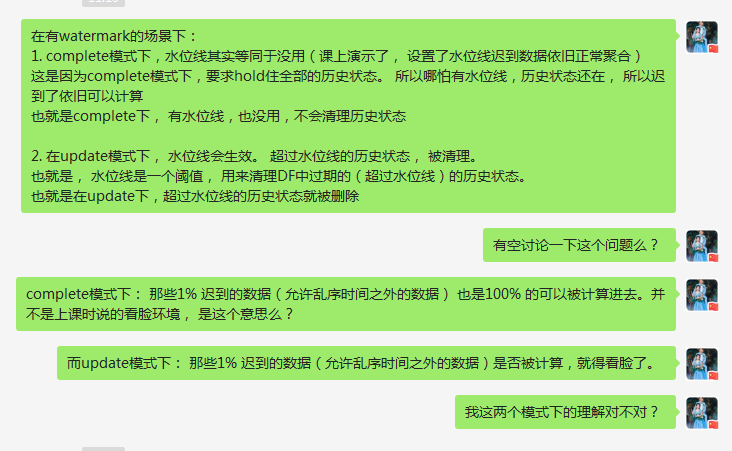 在有watermark的场景下：
1. complete模式下，水位线其实等同于没用（课上演示了， 设置了水位线迟到数据依旧正常聚合）
这是因为complete模式下，要求hold住全部的历史状态。 所以哪怕有水位线，历史状态还在， 所以迟
到了依旧可以计算
也就是complete下， 有水位线，也没用，不会清理历史状态
2. 在update模式下， 水位线会生效。 超过水位线的历史状态， 被清理。
也就是， 水位线是一个阈值， 用来清理DF中过期的（超过水位线）的历史状态。
也就是在update下，超过水位线的历史状态就被删除
有空讨论一下这个问题么？
complete模式下： 那些1% 迟到的数据（允许乱序时间之外的数据） 也是100% 的可以被计算进去。并
不是上课时说的看脸环境， 是这个意思么？
而update模式下： 那些1% 迟到的数据（允许乱序时间之外的数据）是否被计算，就得看脸了。
我这两个模式下的理解对不对？